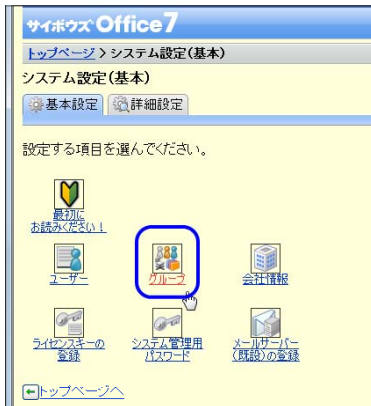 サイボウズ Office7
トップページ > システム設定(基本)
システム設定(基本)
基本設定 詳細設定
設定する項目を選んでください。
最初に
お読みください!
ユーザー グループ 会社情報
ライセンスキーの
登録
システム管理用
パスワード
メールサーバー
(既設)の登録
トップページへ